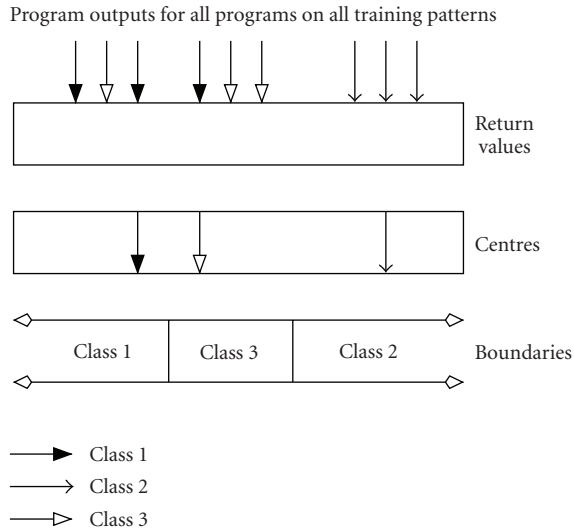 Program outputs for all programs on all training patterns
Return
values
Centres
Class 1
Class 3
Class 2
Boundaries
Class 1
Class 2
Class 3